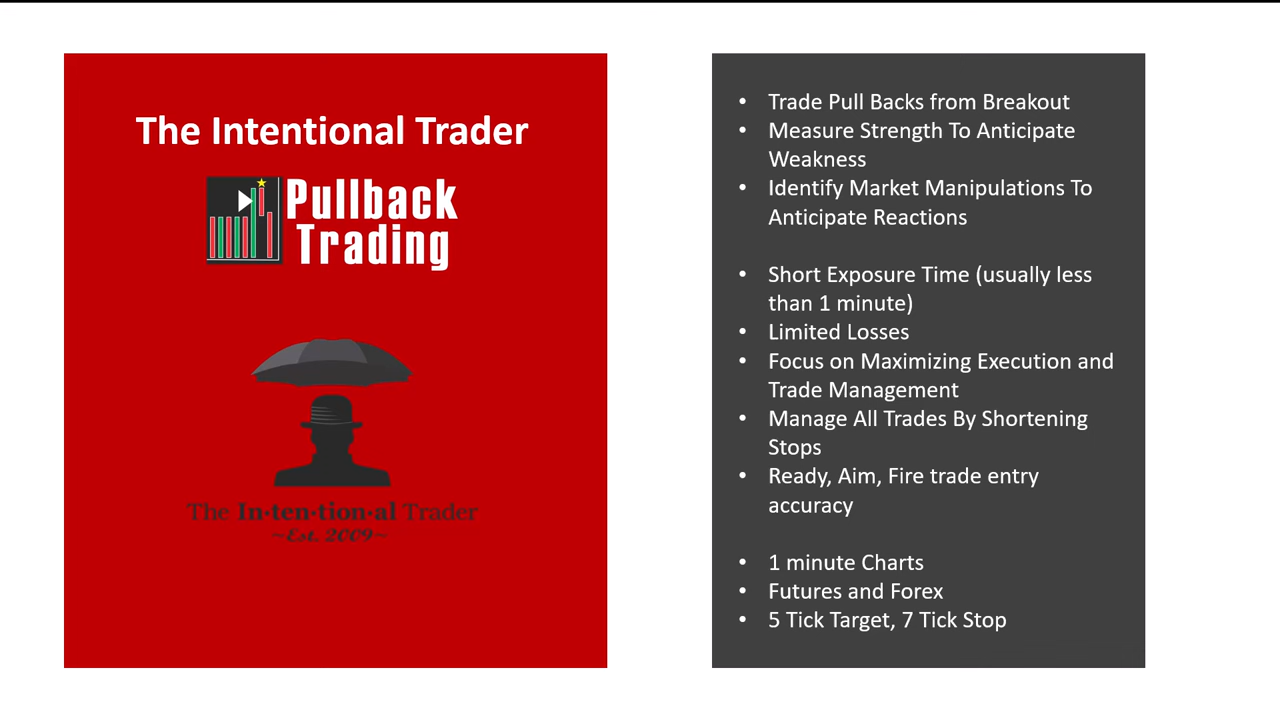 The Intentional Trader
Pullback
Trading
The In·ten·tion·al Trader
~Est. 2009~
• Trade Pull Backs from Breakout
• Measure Strength To Anticipate
Weakness
• Identify Market Manipulations To
Anticipate Reactions
• Short Exposure Time (usually less
than 1 minute)
• Limited Losses
• Focus on Maximizing Execution and
Trade Management
• Manage All Trades By Shortening
Stops
• Ready, Aim, Fire trade entry
accuracy
• 1 minute Charts
• Futures and Forex
• 5 Tick Target, 7 Tick Stop